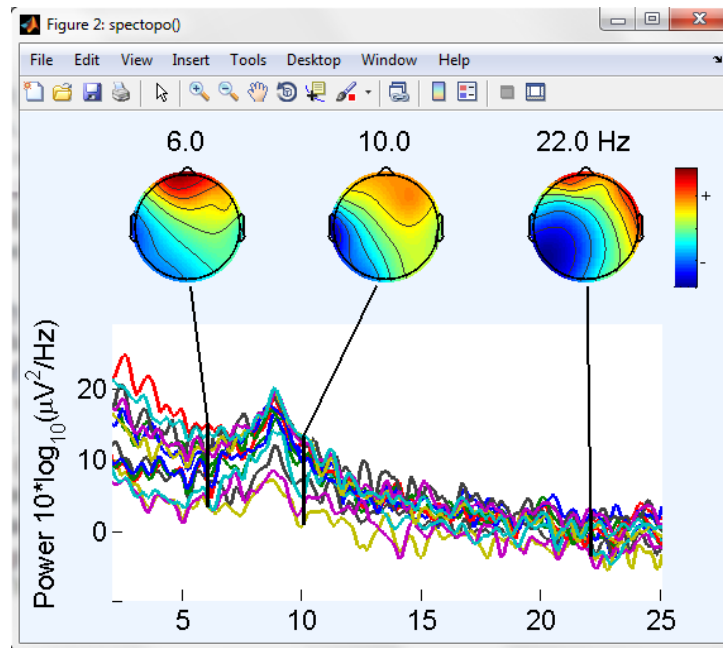 Figure 2: spectopo()
File Edit View Insert Tools Desktop Window Help
6.0 10.0 22.0 Hz
+
-
Power 10*log10(μV2/Hz)
20
10
0
5 10 15 20 25